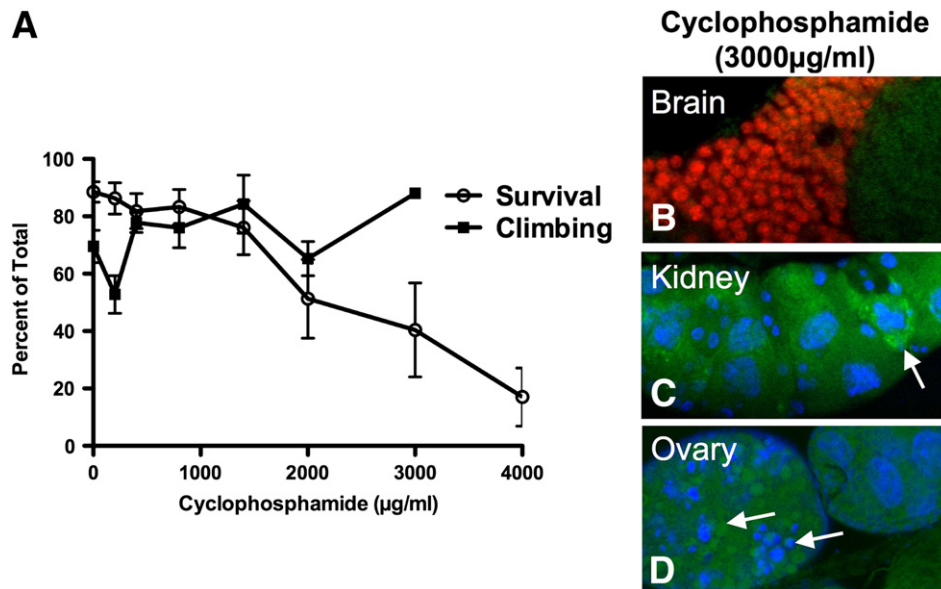 A
Percent of Total
100
80
60
40
20
0
0 1000 2000 3000 4000
Cyclophosphamide (µg/ml)
Survival
Climbing
Cyclophosphamide
(3000µg/ml)
Brain
B
Kidney
C
Ovary
D